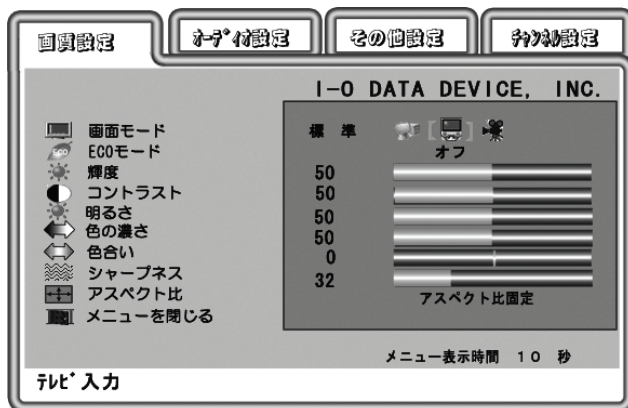 画質設定
ｵｰﾃﾞｨｵ設定
その他設定
ﾁｬﾝﾈﾙ設定
I-O DATA DEVICE, INC.
画面モード 標 準
ECOモード オフ
ECO
輝度 50
コントラスト 50
明るさ 50
色の濃さ 50
色合い 0
シャープネス 32
アスペクト比 アスペクト比固定
メニューを閉じる
メニュー表示時間 10 秒
ﾃﾚﾋﾞ入力